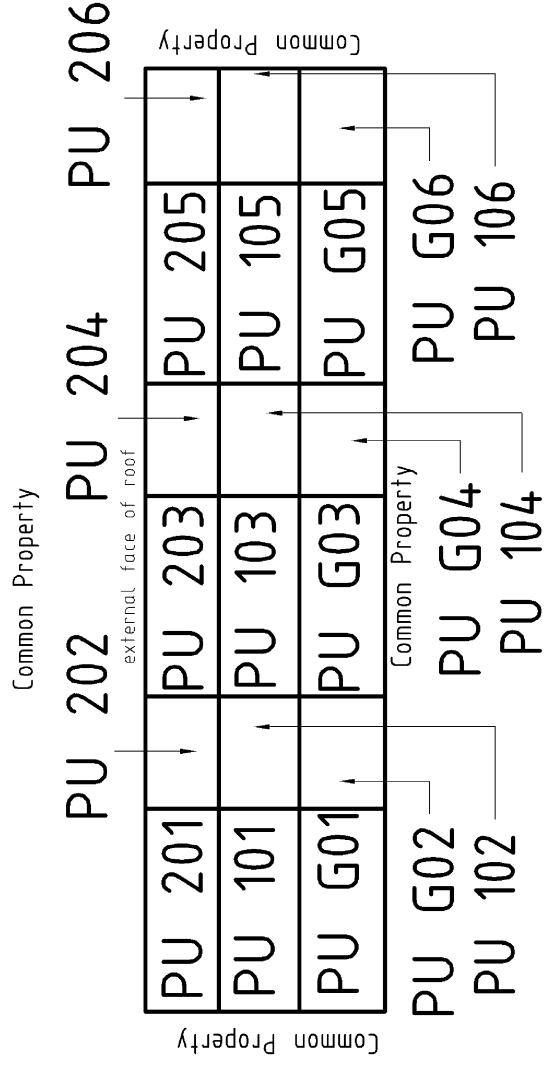 Common Property
PU 202
PU 204
PU 206
external face of roof
Common Property
PU 201
PU 203
PU 205
PU 101
PU 103
PU 105
PU G01
PU G03
PU G05
Common Property
Common Property
PU G02
PU G04
PU G06
PU 102
PU 104
PU 106